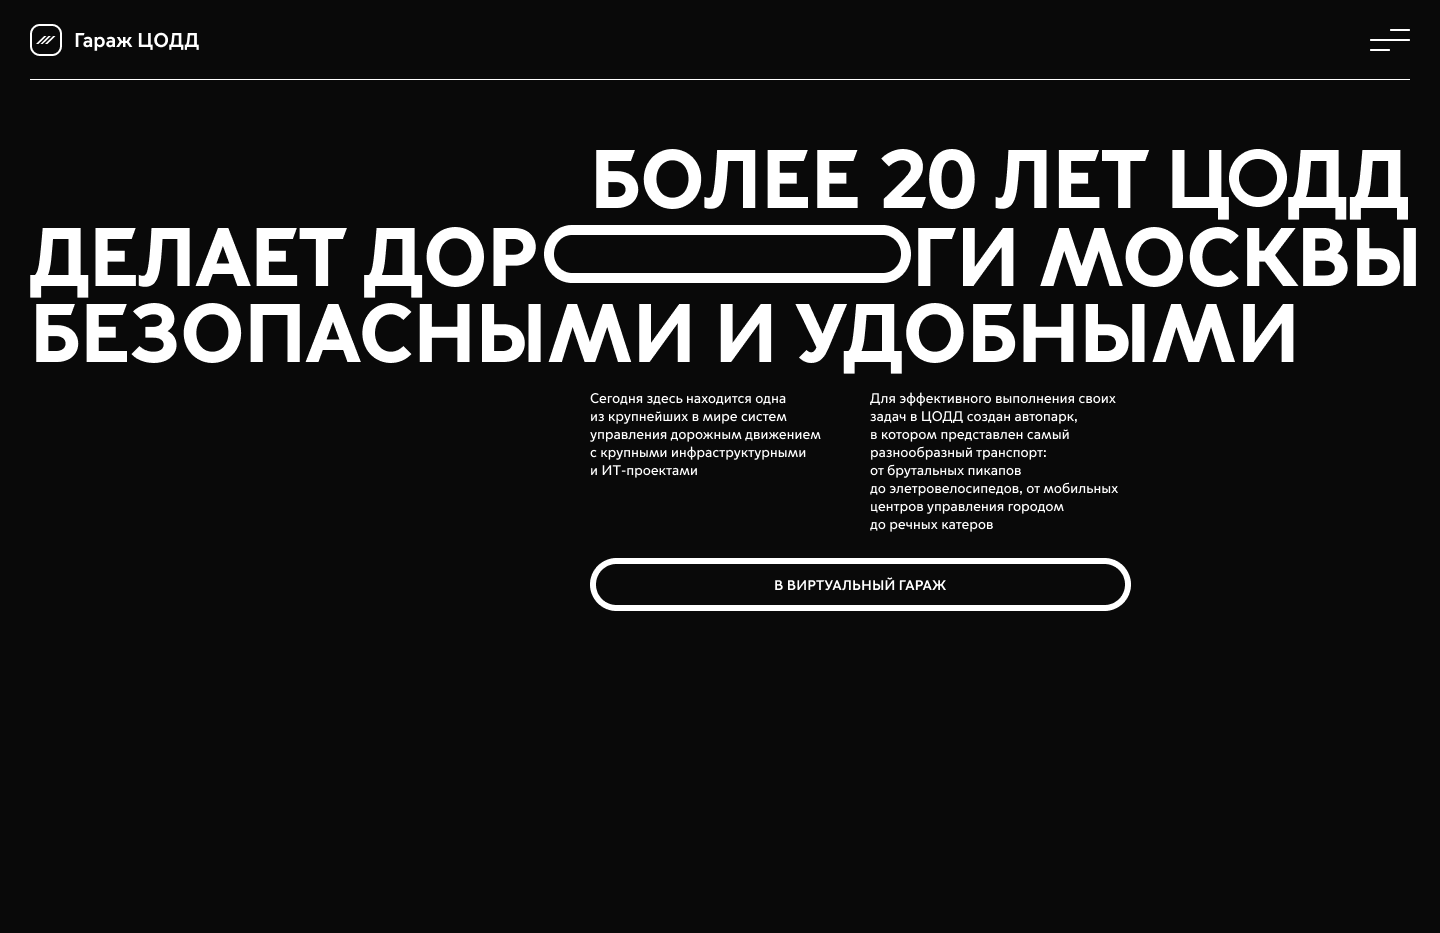 Гараж ЦОДД
БОЛЕЕ 20 ЛЕТ ЦОДД
ДЕЛАЕТ ДОРОГИ МОСКВЫ
БЕЗОПАСНЫМИ И УДОБНЫМИ
Сегодня здесь находится одна
из крупнейших в мире систем
управления дорожным движением
с крупными инфраструктурными
и ИТ-проектами
Для эффективного выполнения своих
задач в ЦОДД создан автопарк,
в котором представлен самый
разнообразный транспорт:
от брутальных пикапов
до элетровелосипедов, от мобильных
центров управления городом
до речных катеров
В ВИРТУАЛЬНЫЙ ГАРАЖ